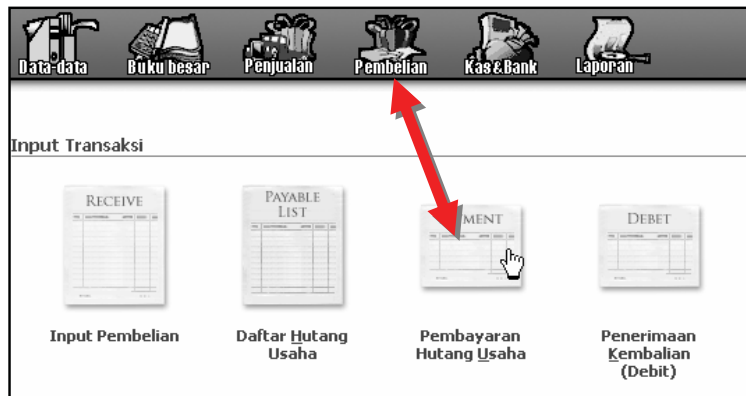 Data-data Buku besar Penjualan Pembelian Kas&Bank Laporan
Input Transaksi
RECEIVE
PAYABLE
LIST
MENT
DEBET
Input Pembelian
Daftar Hutang
Usaha
Pembayaran
Hutang Usaha
Penerimaan
Kembalian
(Debit)